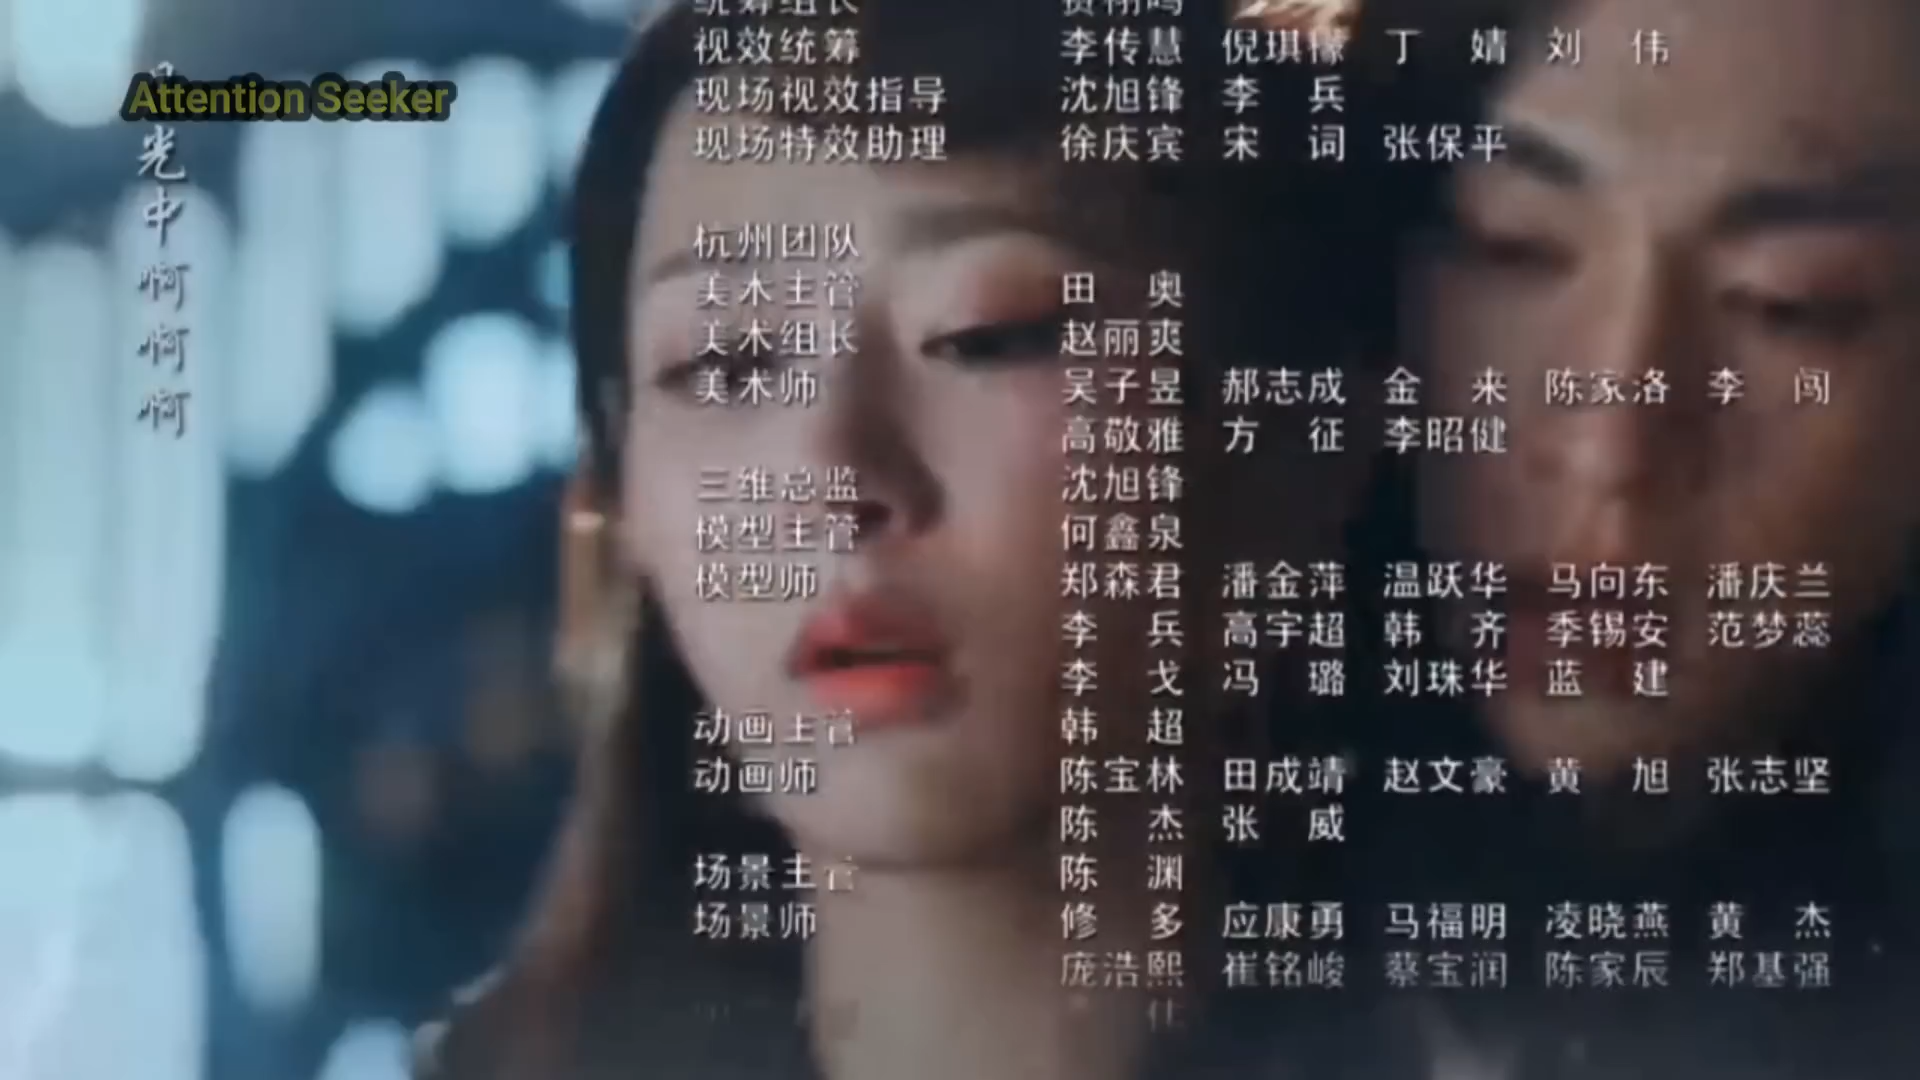 Attention Seeker
光中啊啊啊
视效统筹 李传慧 倪琪檬 丁婧 刘伟
现场视效指导 沈旭锋 李兵
现场特效助理 徐庆宾 宋词 张保平
杭州团队
美术主管 田奥
美术组长 赵丽爽
美术师 吴子昱 郝志成 金来 陈家洛 李闯
高敬雅 方征 李昭健
三维总监 沈旭锋
模型主管 何鑫泉
模型师 郑森君 潘金萍 温跃华 马向东 潘庆兰
李兵 高宇超 韩齐 季锡安 范梦蕊
李戈 冯璐 刘珠华 蓝建
动画主管 韩超
动画师 陈宝林 田成靖 赵文豪 黄旭 张志坚
陈杰 张威
场景主管 陈渊
场景师 修多 应康勇 马福明 凌晓燕 黄杰
庞浩熙 崔铭峻 蔡宝润 陈家辰 郑基强